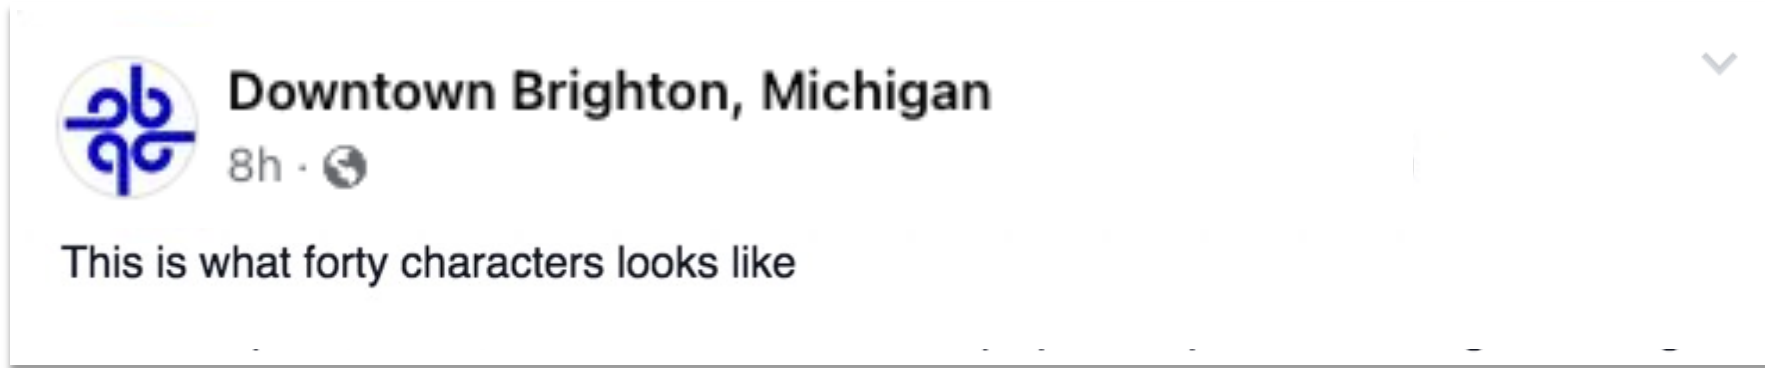 Downtown Brighton, Michigan
8h ·
This is what forty characters looks like